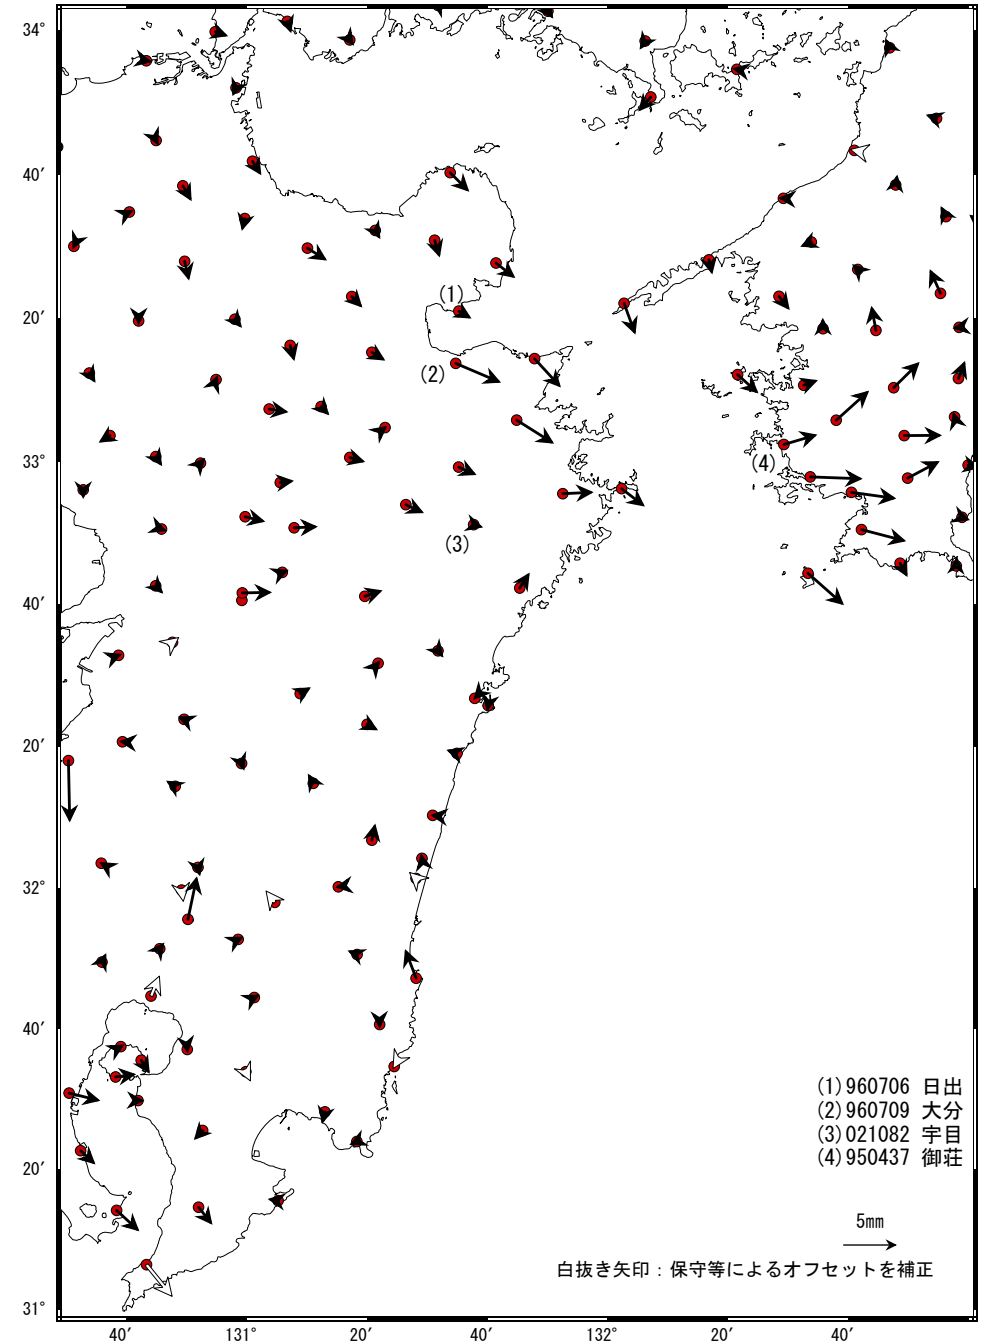 34°
40′
20′
33°
40′
20′
32°
40′
20′
31°
(1)
(2)
(3)
(4)
(1)960706 日出
(2)960709 大分
(3)021082 宇目
(4)950437 御荘
5mm
白抜き矢印:保守等によるオフセットを補正
40′ 131° 20′ 40′ 132° 20′ 40′